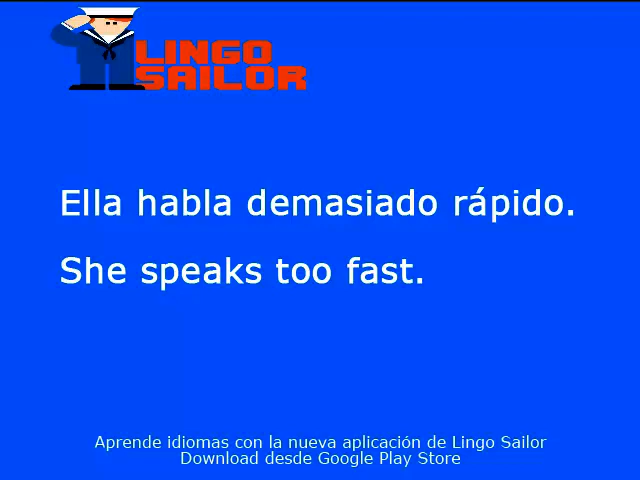 LINGO
SAILOR
Ella habla demasiado rápido.
She speaks too fast.
Aprende idiomas con la nueva aplicación de Lingo Sailor
Download desde Google Play Store